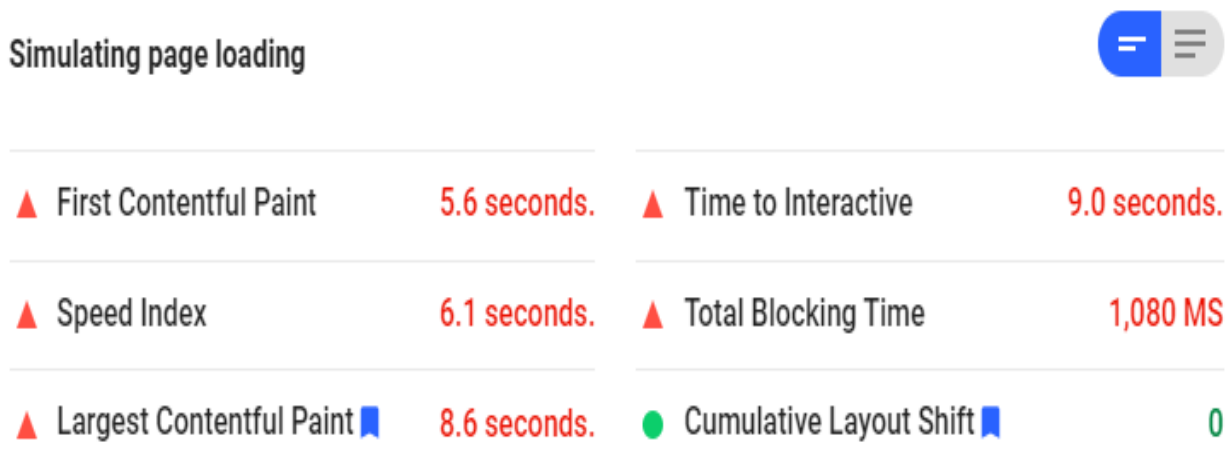 Simulating page loading
First Contentful Paint 5.6 seconds.
Time to Interactive 9.0 seconds.
Speed Index 6.1 seconds.
Total Blocking Time 1,080 MS
Largest Contentful Paint 8.6 seconds.
Cumulative Layout Shift 0